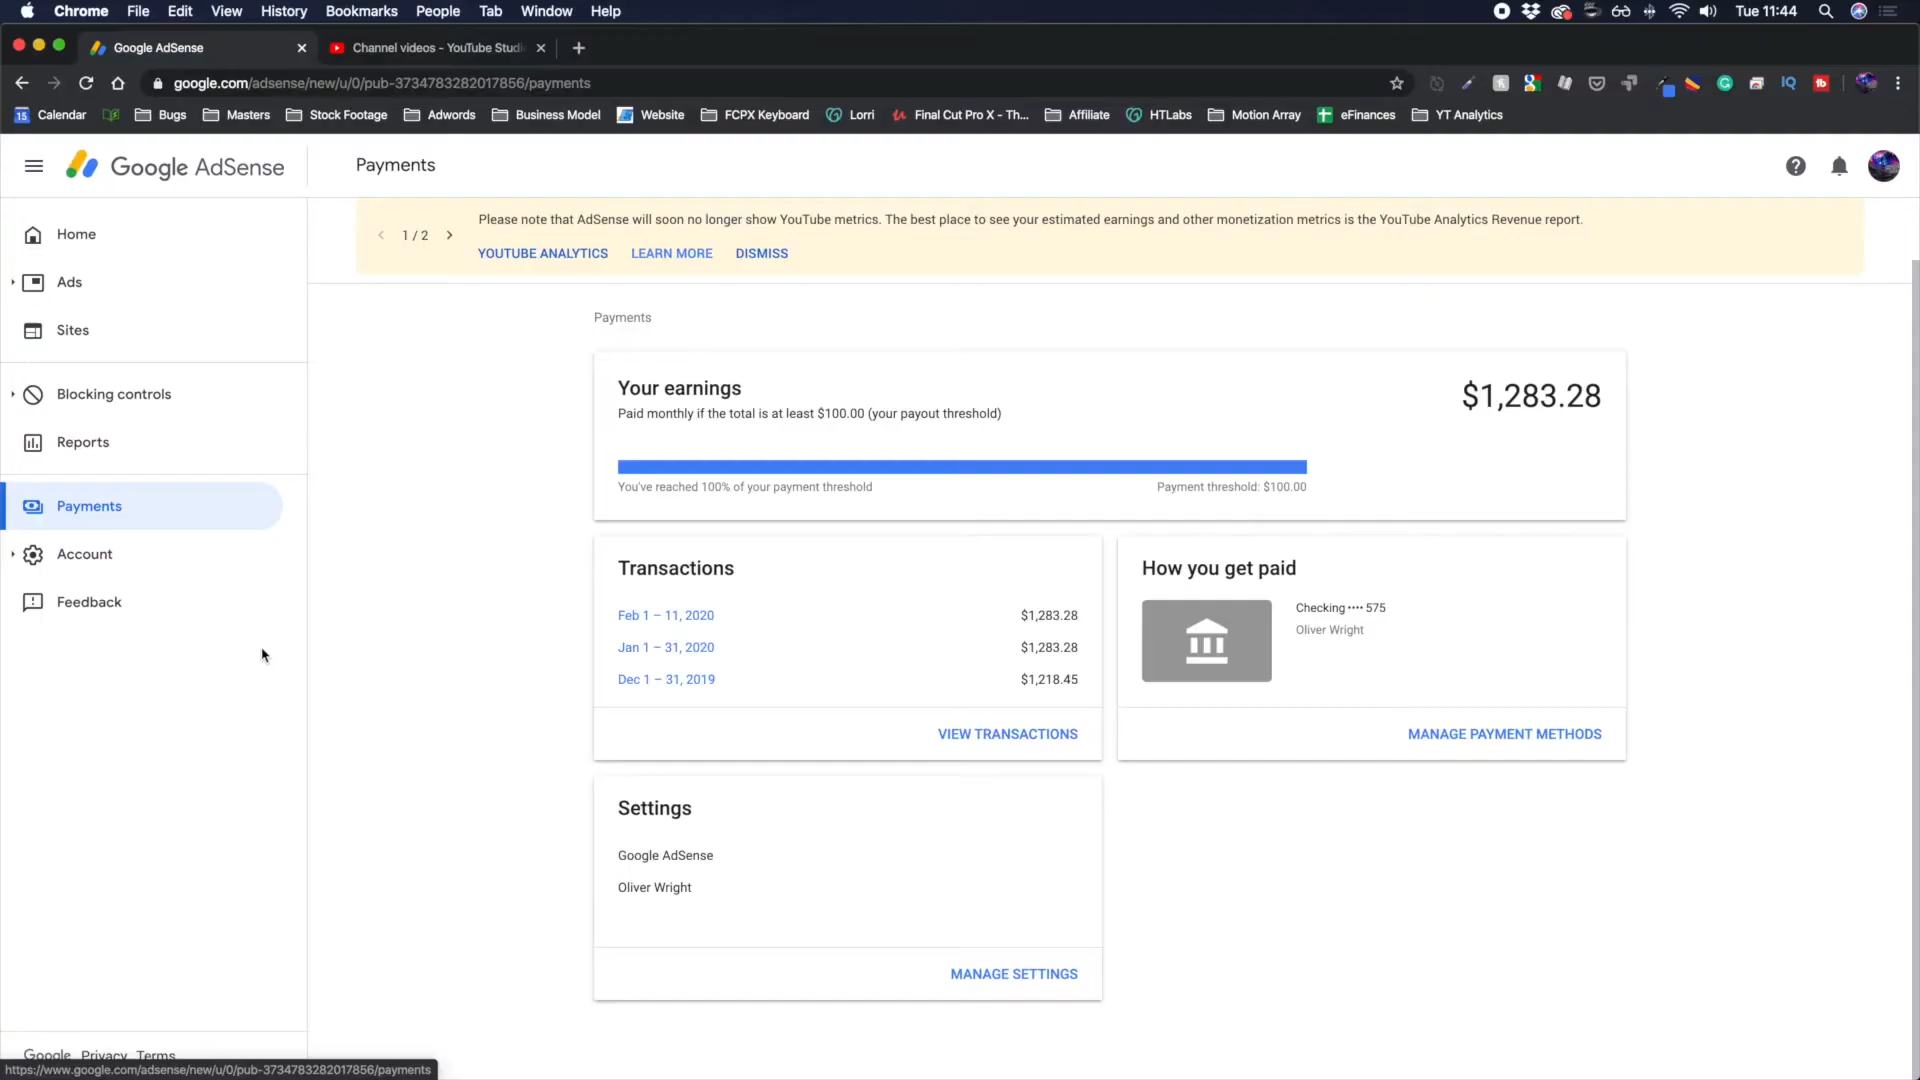 Chrome File Edit View History Bookmarks People Tab Window Help Tue 11:44
Google AdSense Channel videos - YouTube Studi
google.com/adsense/new/u/0/pub-3734783282017856/payments
Calendar Bugs Masters Stock Footage Adwords Business Model Website FCPX Keyboard Lorri Final Cut Pro X - Th... Affiliate HTLabs Motion Array eFinances YT Analytics
Google AdSense Payments
Please note that AdSense will soon no longer show YouTube metrics. The best place to see your estimated earnings and other monetization metrics is the YouTube Analytics Revenue report.
1 / 2
YOUTUBE ANALYTICS LEARN MORE DISMISS
Home
Ads
Sites
Blocking controls
Reports
Payments
Account
Feedback
Payments
Your earnings $1,283.28
Paid monthly if the total is at least $100.00 (your payout threshold)
You've reached 100% of your payment threshold Payment threshold: $100.00
Transactions
Feb 1 – 11, 2020 $1,283.28
Jan 1 – 31, 2020 $1,283.28
Dec 1 – 31, 2019 $1,218.45
VIEW TRANSACTIONS
How you get paid
Checking •••• 575
Oliver Wright
MANAGE PAYMENT METHODS
Settings
Google AdSense
Oliver Wright
MANAGE SETTINGS
Google Privacy Terms
https://www.google.com/adsense/new/u/0/pub-3734783282017856/payments